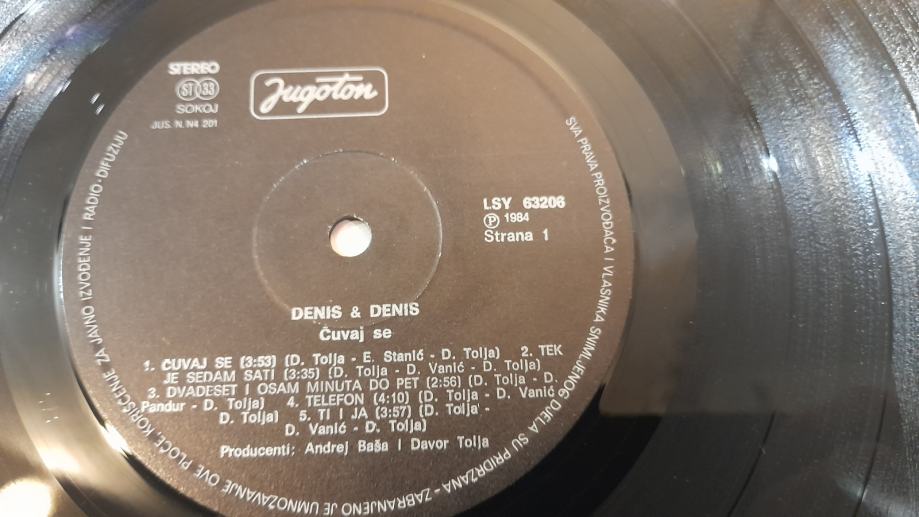 STEREO
ST 33
SOKOJ
JUS. N. N4 201
Jugoton
LSY 63206
Ⓟ 1984
Strana 1
DENIS & DENIS
Čuvaj se
1. ČUVAJ SE (3:53) (D. Tolja - E. Stanić - D. Tolja) 2. TEK
JE SEDAM SATI (3:35) (D. Tolja - D. Vanić - D. Tolja)
3. DVADESET I OSAM MINUTA DO PET (2:56) (D. Tolja - D.
Pandur - D. Tolja) 4. TELEFON (4:10) (D. Tolja - D. Vanić -
D. Tolja) 5. TI I JA (3:57) (D. Tolja -
D. Vanić - D. Tolja)
Producenti: Andrej Baša i Davor Tolja
SVA PRAVA PROIZVOĐAČA I VLASNIKA SNIMLJENOG DJELA SU PRIDRŽANA - ZABRANJENO JE UMNOŽAVANJE OVE PLOČE KORIŠĆENJE ZA JAVNO IZVOĐENJE I RADIO-DIFUZIJU